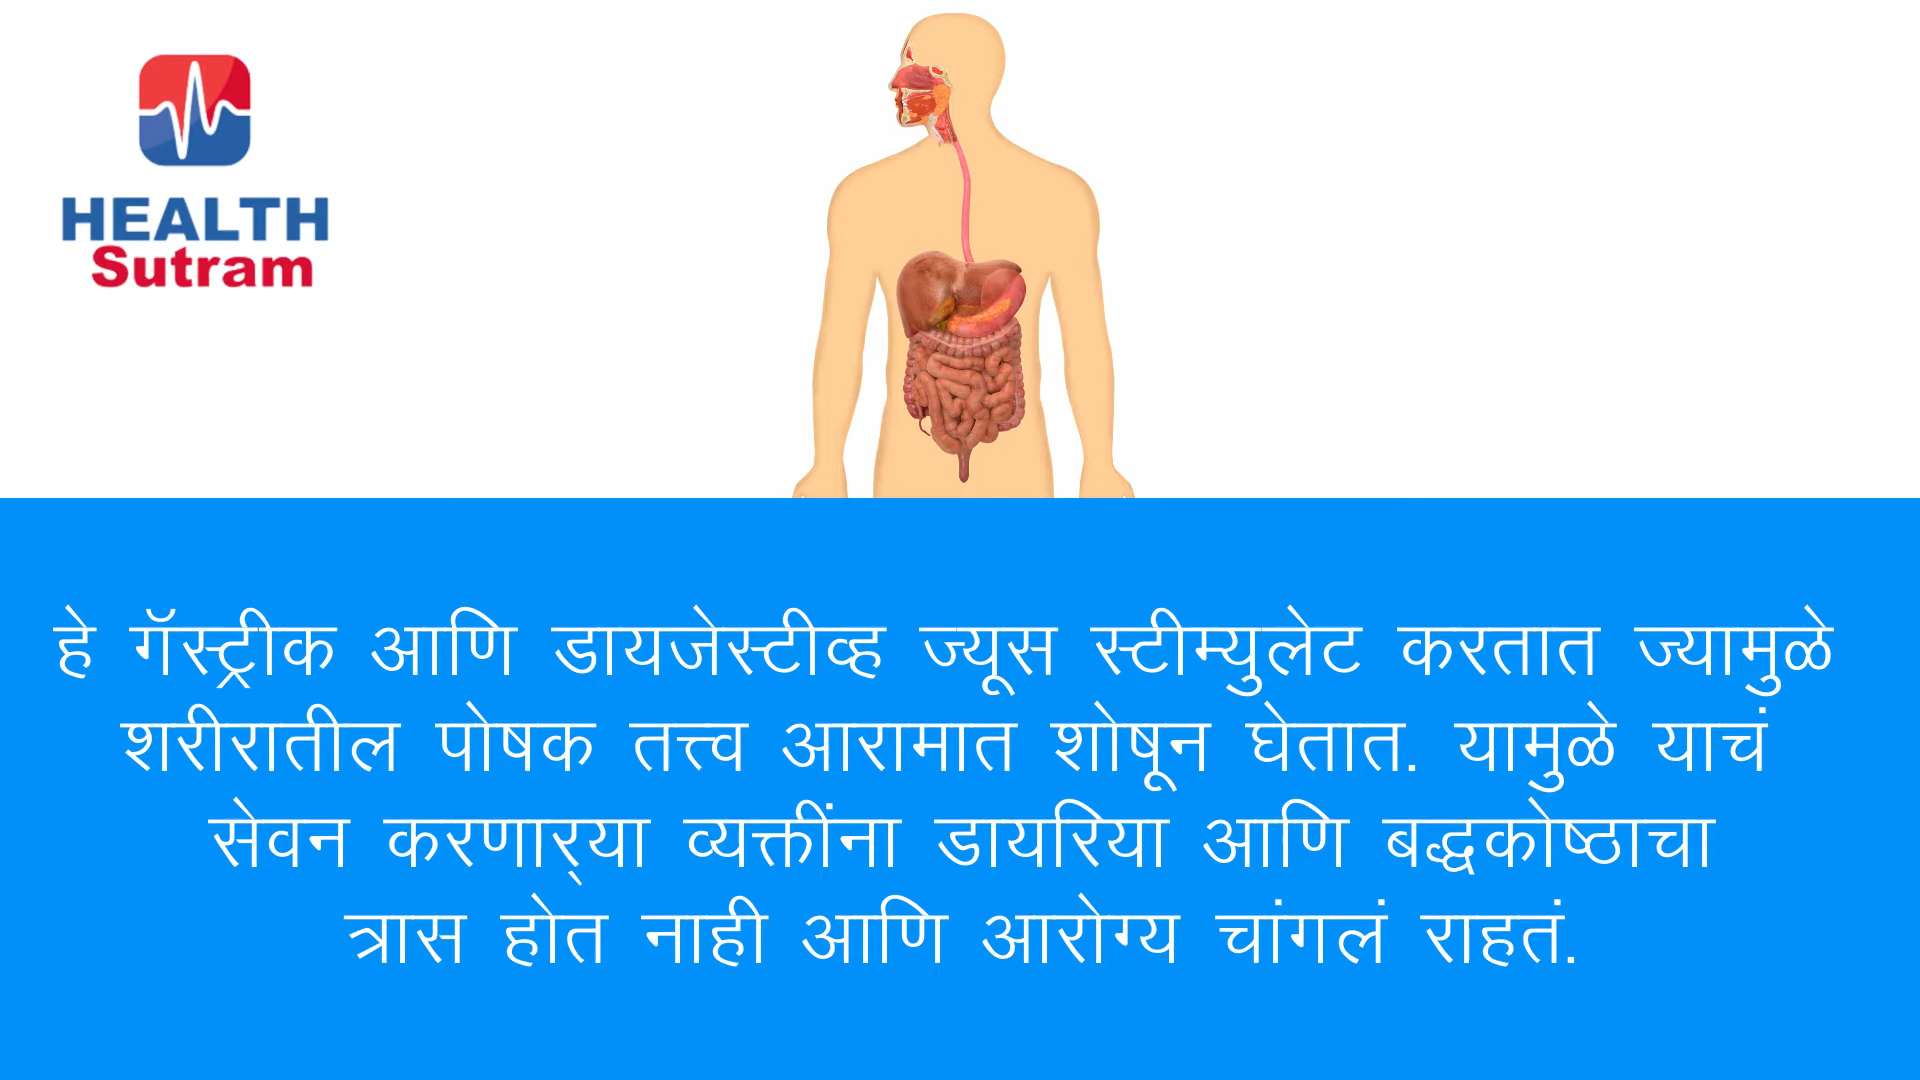 HEALTH
Sutram
हे गॅस्ट्रीक आणि डायजेस्टीव्ह ज्यूस स्टीम्युलेट करतात ज्यामुळे
शरीरातील पोषक तत्त्व आरामात शोषून घेतात. यामुळे याचं
सेवन करणार्‍या व्यक्तींना डायरिया आणि बद्धकोष्ठाचा
त्रास होत नाही आणि आरोग्य चांगलं राहतं.